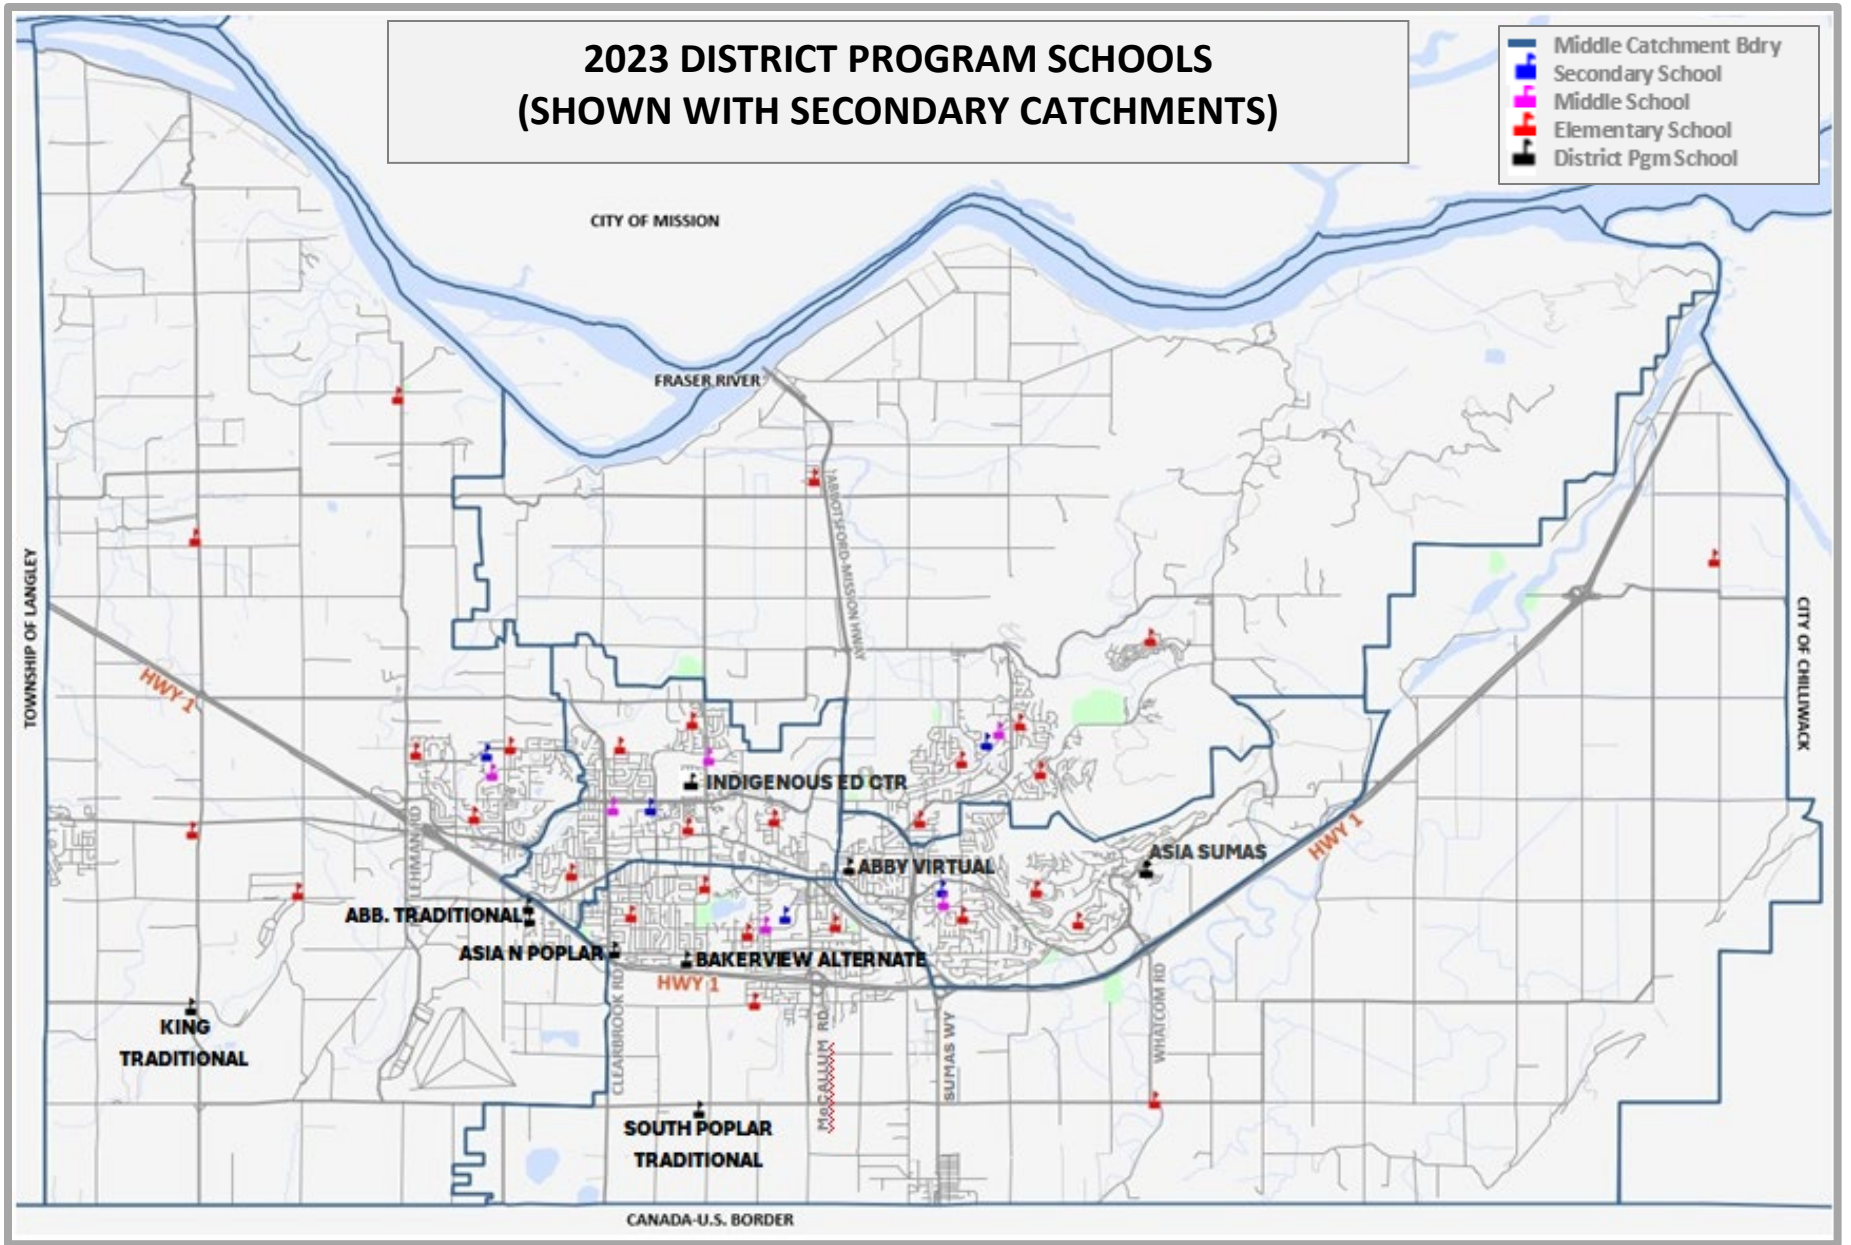 2023 DISTRICT PROGRAM SCHOOLS
(SHOWN WITH SECONDARY CATCHMENTS)
Middle Catchment Bdry
Secondary School
Middle School
Elementary School
District Pgm School
CITY OF MISSION
FRASER RIVER
ABBOTSFORD-MISSION HWY
TOWNSHIP OF LANGLEY
CITY OF CHILLIWACK
HWY 1
INDIGENOUS ED CTR
LEHMAN RD
HWY 1
ABBY VIRTUAL
ASIA SUMAS
ABB. TRADITIONAL
ASIA N POPLAR
BAKERVIEW ALTERNATE
HWY 1
CLEARBROOK RD
McCALLUM RD
SUMAS WY
WHATCOM RD
KING
TRADITIONAL
SOUTH POPLAR
TRADITIONAL
CANADA-U.S. BORDER